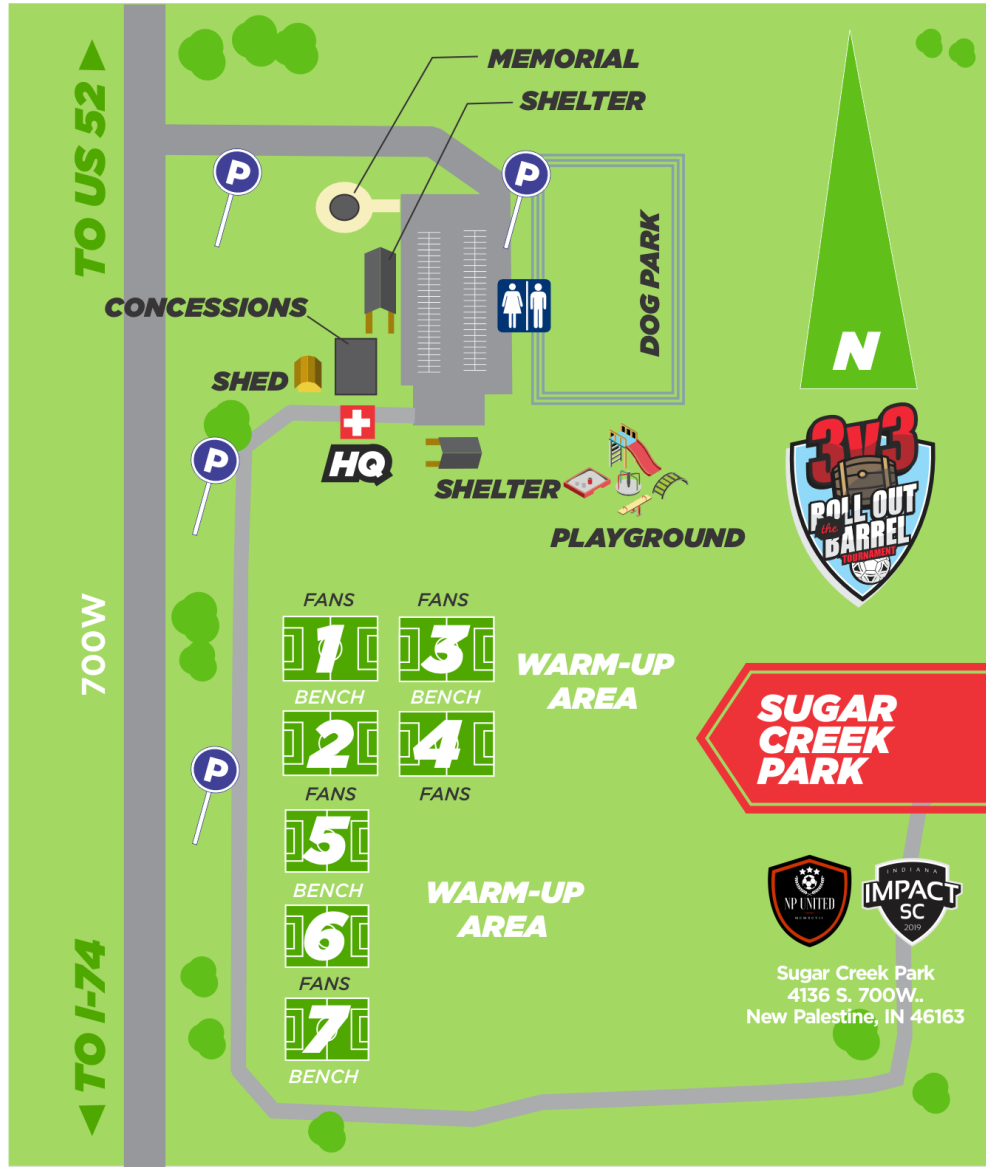 TO US 52
MEMORIAL
SHELTER
P
P
DOG PARK
CONCESSIONS
SHED
N
P
HQ
SHELTER
PLAYGROUND
3v3
ROLL OUT
the
BARREL
TOURNAMENT
700W
FANS
FANS
1
3
BENCH
BENCH
2
4
FANS
FANS
WARM-UP
AREA
SUGAR
CREEK
PARK
P
5
BENCH
6
FANS
7
BENCH
WARM-UP
AREA
NP UNITED
MCMXCVII
INDIANA
IMPACT
SC
2019
TO I-74
Sugar Creek Park
4136 S. 700W..
New Palestine, IN 46163